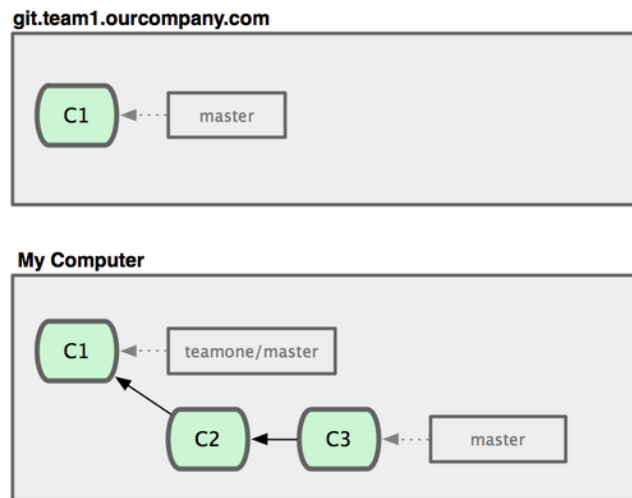 git.team1.ourcompany.com
C1 master
My Computer
C1 teamone/master
C2 C3 master